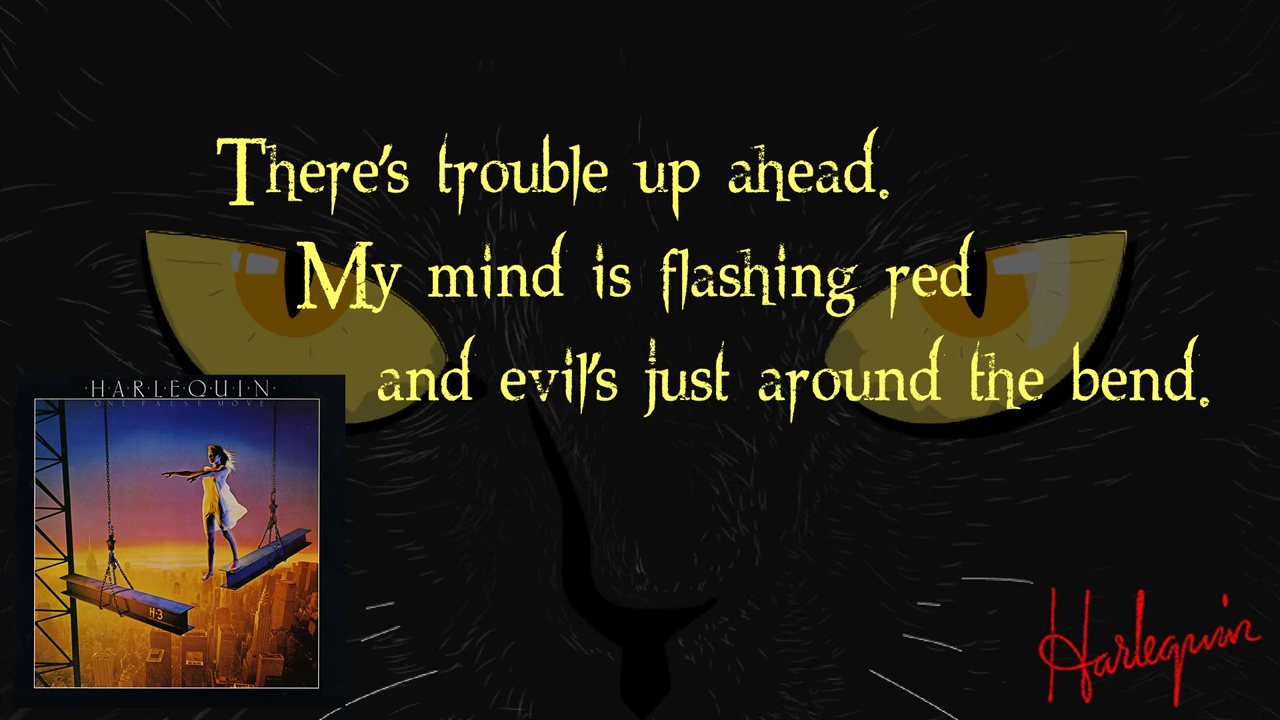 There's trouble up ahead.
My mind is flashing red
and evil's just around the bend.
·H·A·R·L·E·Q·U·I·N·
ONE FALSE MOVE
H-3
Harlequin